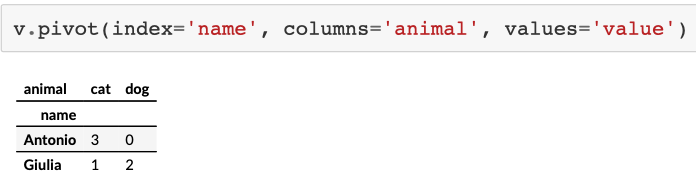 v.pivot(index='name', columns='animal', values='value')
animal cat dog
name
Antonio 3 0
Giulia 1 2